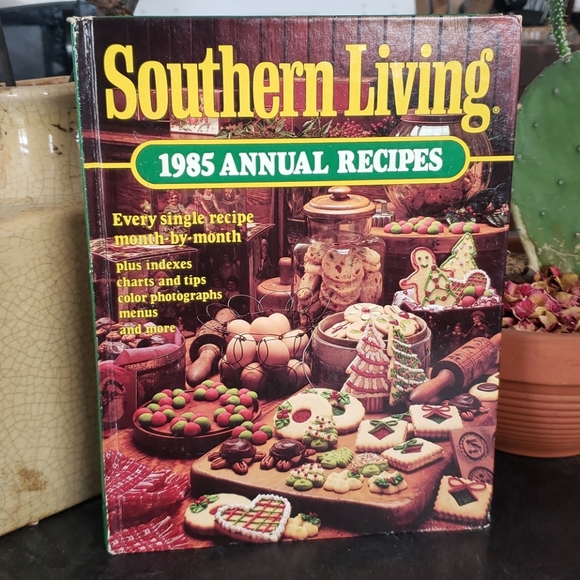 Southern Living®
1985 ANNUAL RECIPES
Every single recipe
month-by-month
plus indexes
charts and tips
color photographs
menus
and more